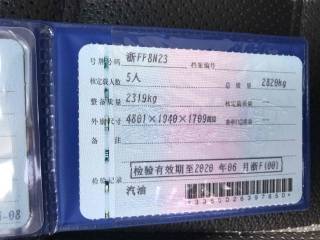 号牌号码 浙FF8N23 档案编号
核定载人数 5人 总质量 2820kg
整备质量 2319kg 核定载质量
外廓尺寸 4801×1940×1709mm 准牵引总质量
备注
检验有效期至2020年06月浙F(00)
检验记录
汽油